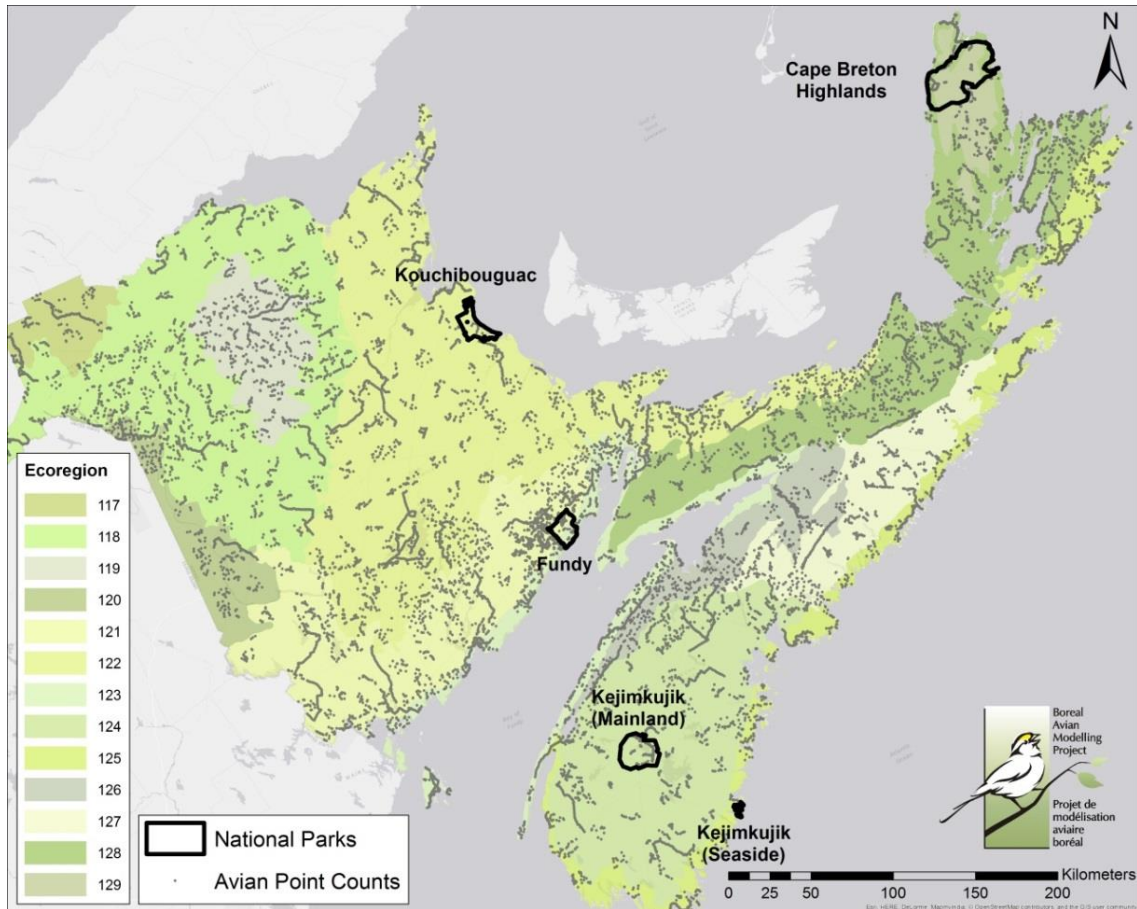 N
Cape Breton
Highlands
Kouchibouguac
Fundy
Kejimkujik
(Mainland)
Kejimkujik
(Seaside)
Ecoregion
117
118
119
120
121
122
123
124
125
126
127
128
129
National Parks
Avian Point Counts
Boreal
Avian
Modelling
Project
Projet de
modélisation
aviaire
boréal
Kilometers
0 12.5 25 50 100 150 200